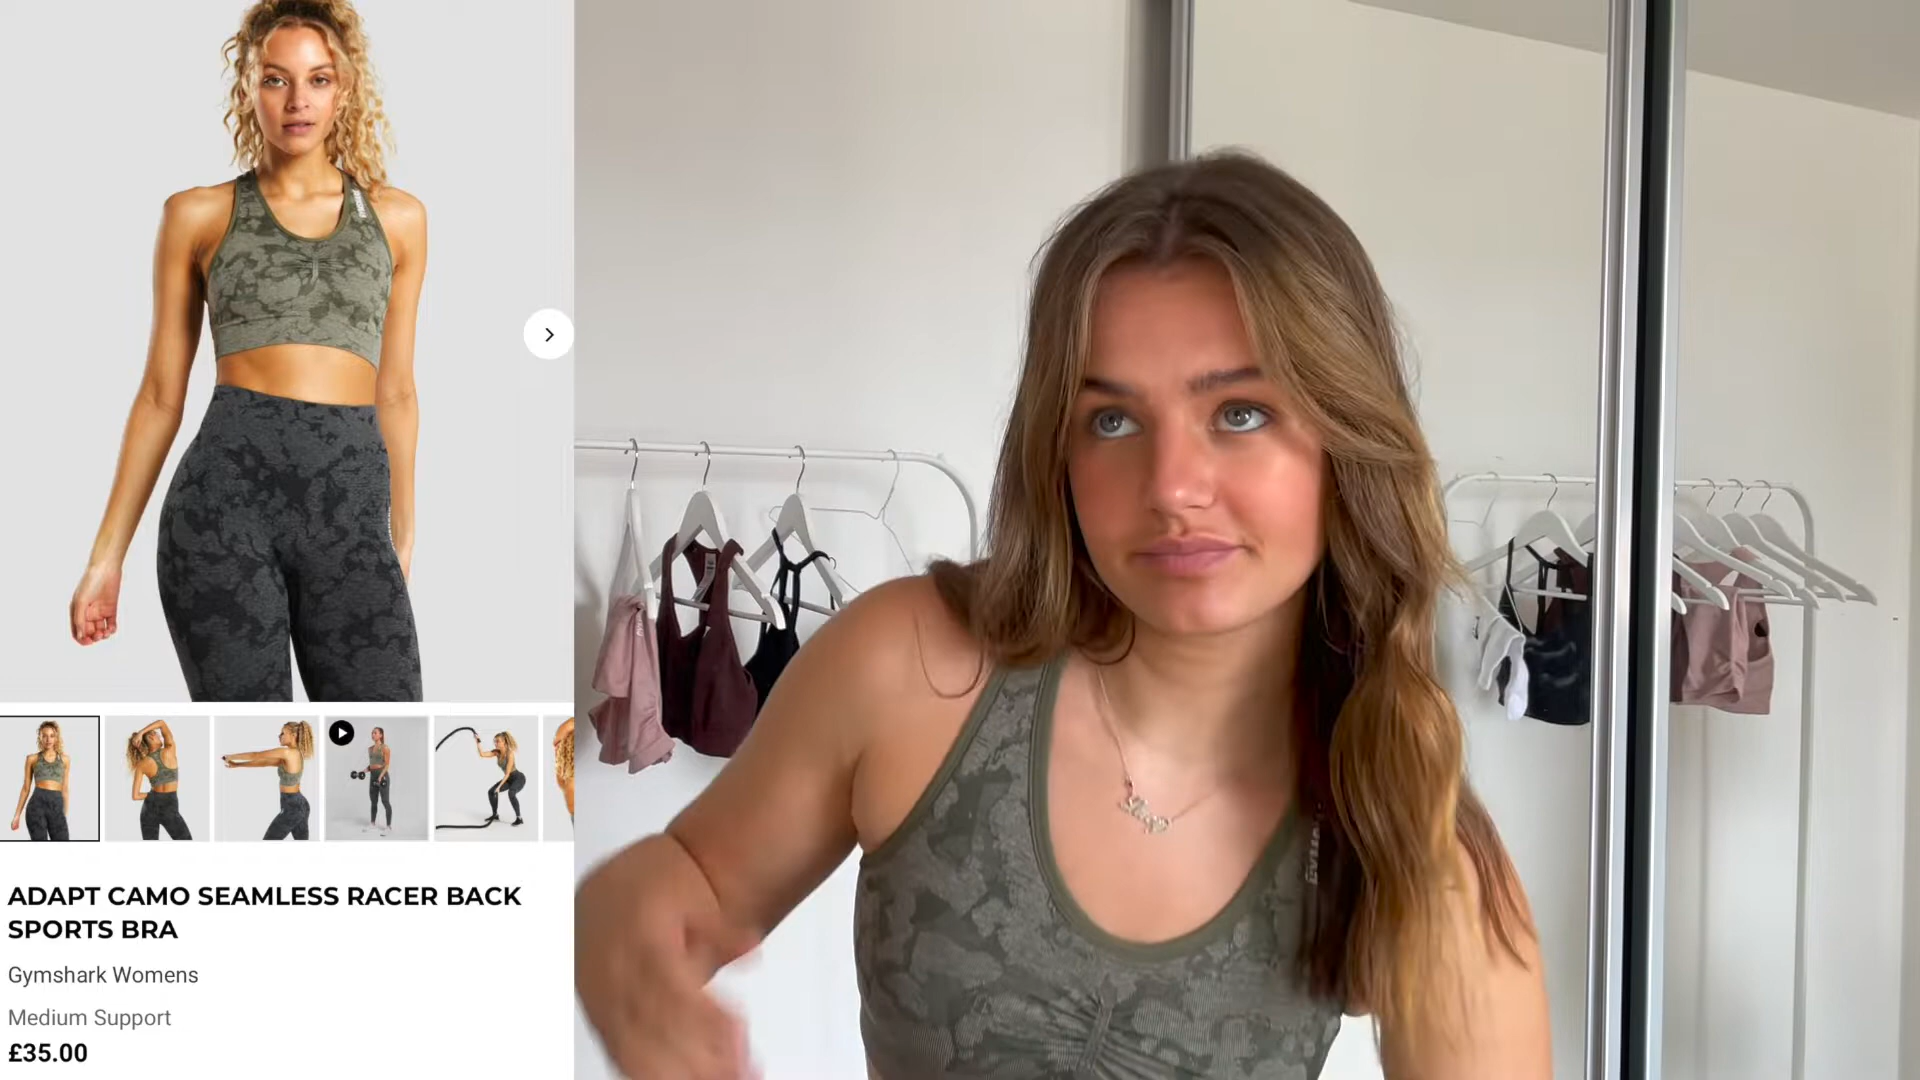 ADAPT CAMO SEAMLESS RACER BACK
SPORTS BRA
Gymshark Womens
Medium Support
£35.00